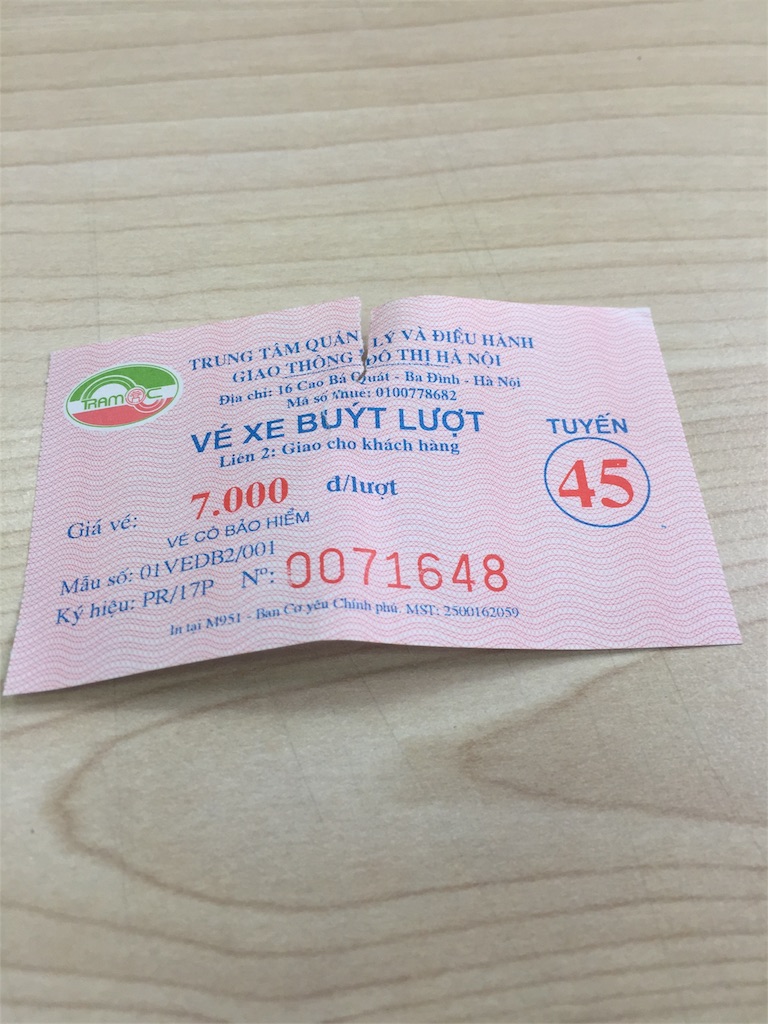 TRUNG TÂM QUẢN LÝ VÀ ĐIỀU HÀNH
GIAO THÔNG ĐÔ THỊ HÀ NỘI
TRAMOC
Địa chỉ: 16 Cao Bá Quát - Ba Đình - Hà Nội
Mã số thuế: 0100778682
VÉ XE BUÝT LƯỢT
TUYẾN
Liên 2: Giao cho khách hàng
45
Giá vé: 7.000 đ/lượt
VÉ CÓ BẢO HIỂM
Mẫu số: 01VEDB2/001
Ký hiệu: PR/17P Nº: 0071648
In tại M951 - Ban Cơ yếu Chính phủ. MST: 2500162059